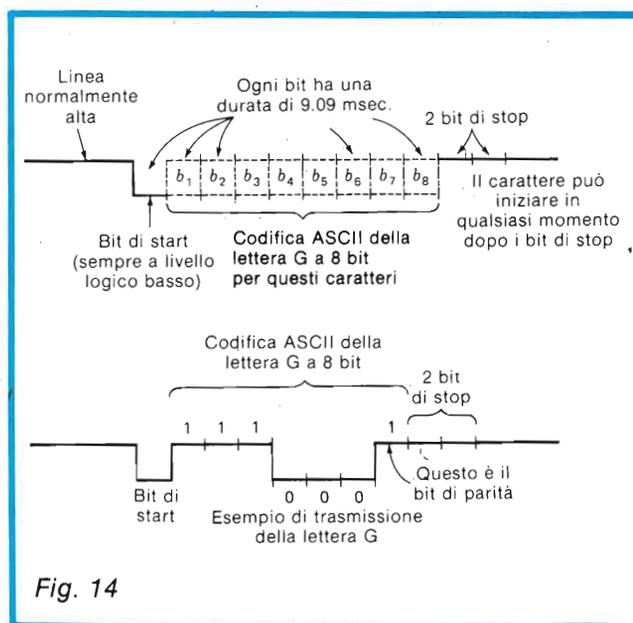 Linea
normalmente
alta
Ogni bit ha una
durata di 9.09 msec.
2 bit di stop
b1 b2 b3 b4 b5 b6 b7 b8
Il carattere può
iniziare in
qualsiasi momento
dopo i bit di stop
Bit di start
(sempre a livello
logico basso)
Codifica ASCII della
lettera G a 8 bit
per questi caratteri
Codifica ASCII della
lettera G a 8 bit
2 bit
di stop
1 1 1 1
Questo è il
bit di parità
Bit di
start
0 0 0
Esempio di trasmissione
della lettera G
Fig. 14